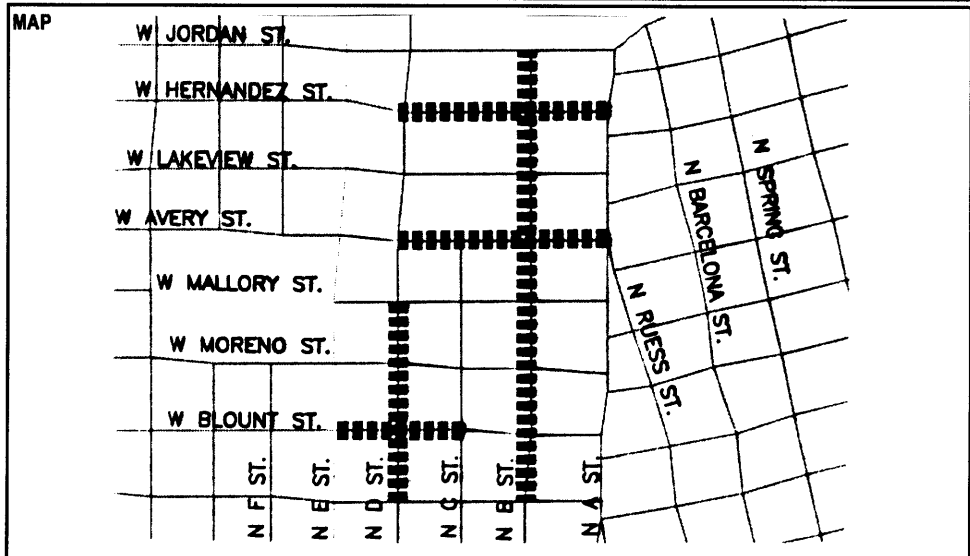 MAP
W JORDAN ST.
W HERNANDEZ ST.
W LAKEVIEW ST.
W AVERY ST.
W MALLORY ST.
W MORENO ST.
W BLOUNT ST.
N F ST.
N E ST.
N D ST.
N C ST.
N B ST.
N A ST.
N RUESS ST.
N BARCELONA ST.
N SPRING ST.